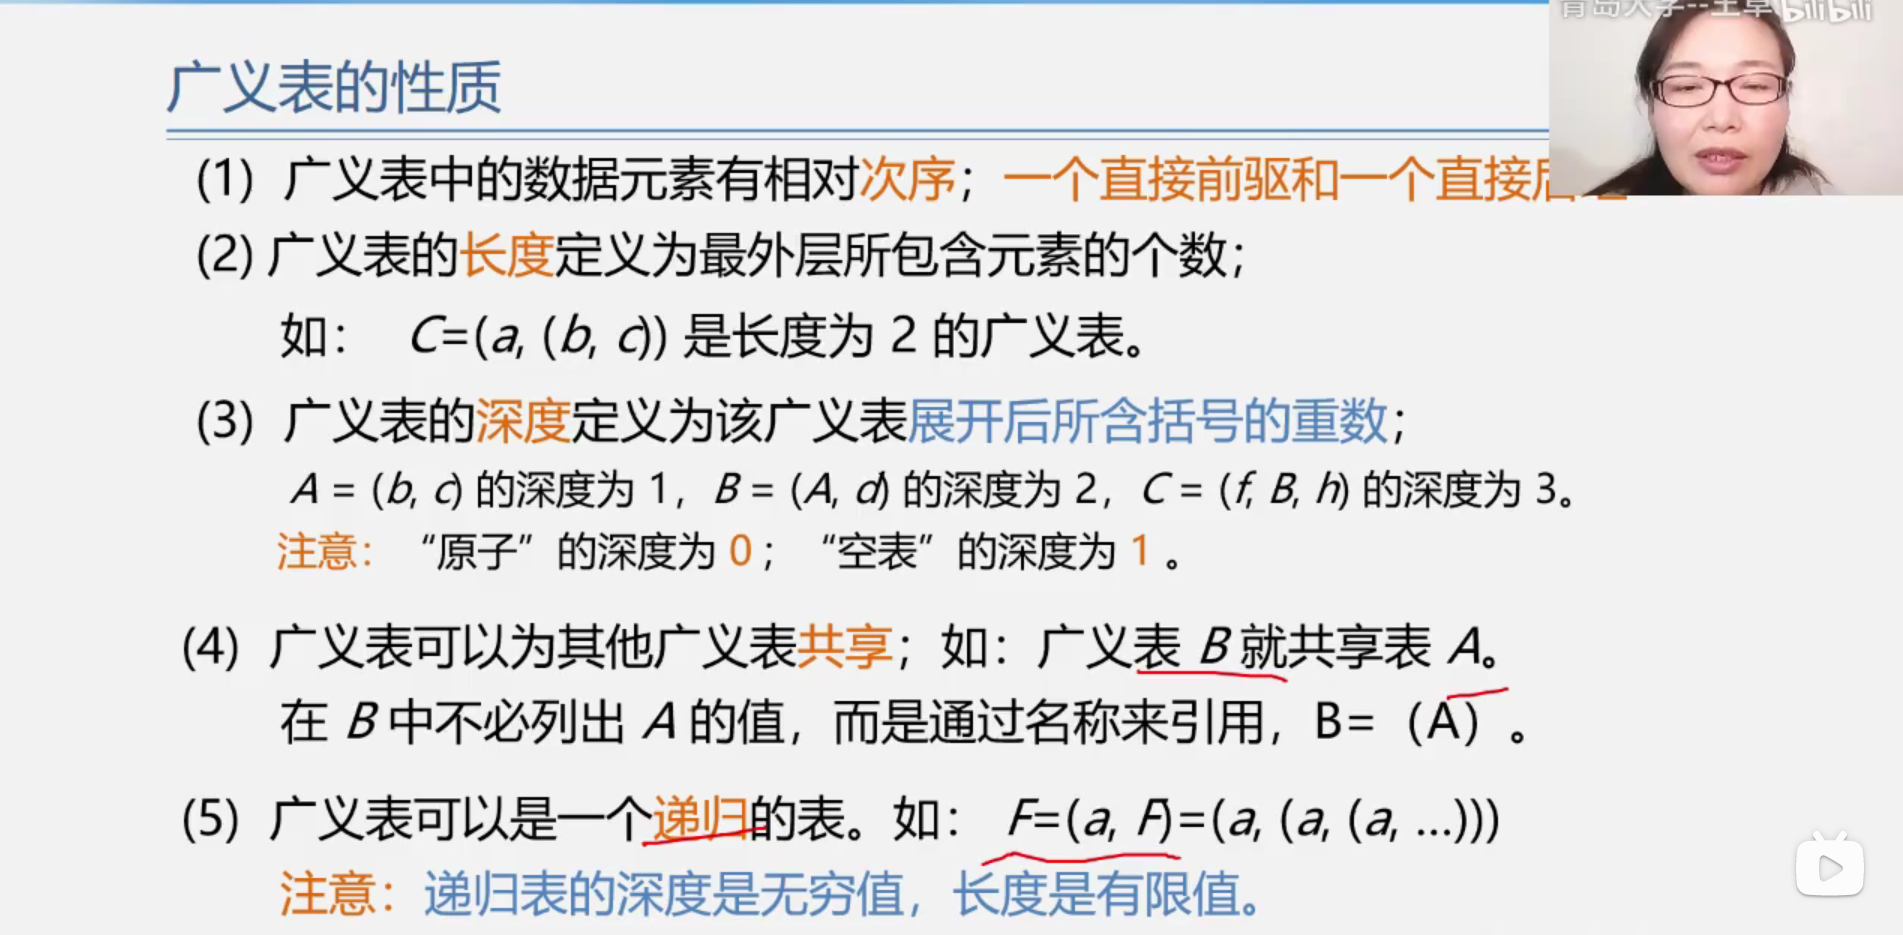 青岛大学--王卓 bilibili
广义表的性质
(1) 广义表中的数据元素有相对次序；一个直接前驱和一个直接后
(2) 广义表的长度定义为最外层所包含元素的个数；
如： C=(a, (b, c)) 是长度为 2 的广义表。
(3) 广义表的深度定义为该广义表展开后所含括号的重数；
A = (b, c) 的深度为 1，B = (A, d) 的深度为 2，C = (f, B, h) 的深度为 3。
注意：“原子”的深度为 0；“空表”的深度为 1 。
(4) 广义表可以为其他广义表共享；如：广义表 B 就共享表 A。
在 B 中不必列出 A 的值，而是通过名称来引用，B=（A）。
(5) 广义表可以是一个递归的表。如： F=(a, F)=(a, (a, (a, …)))
注意：递归表的深度是无穷值，长度是有限值。